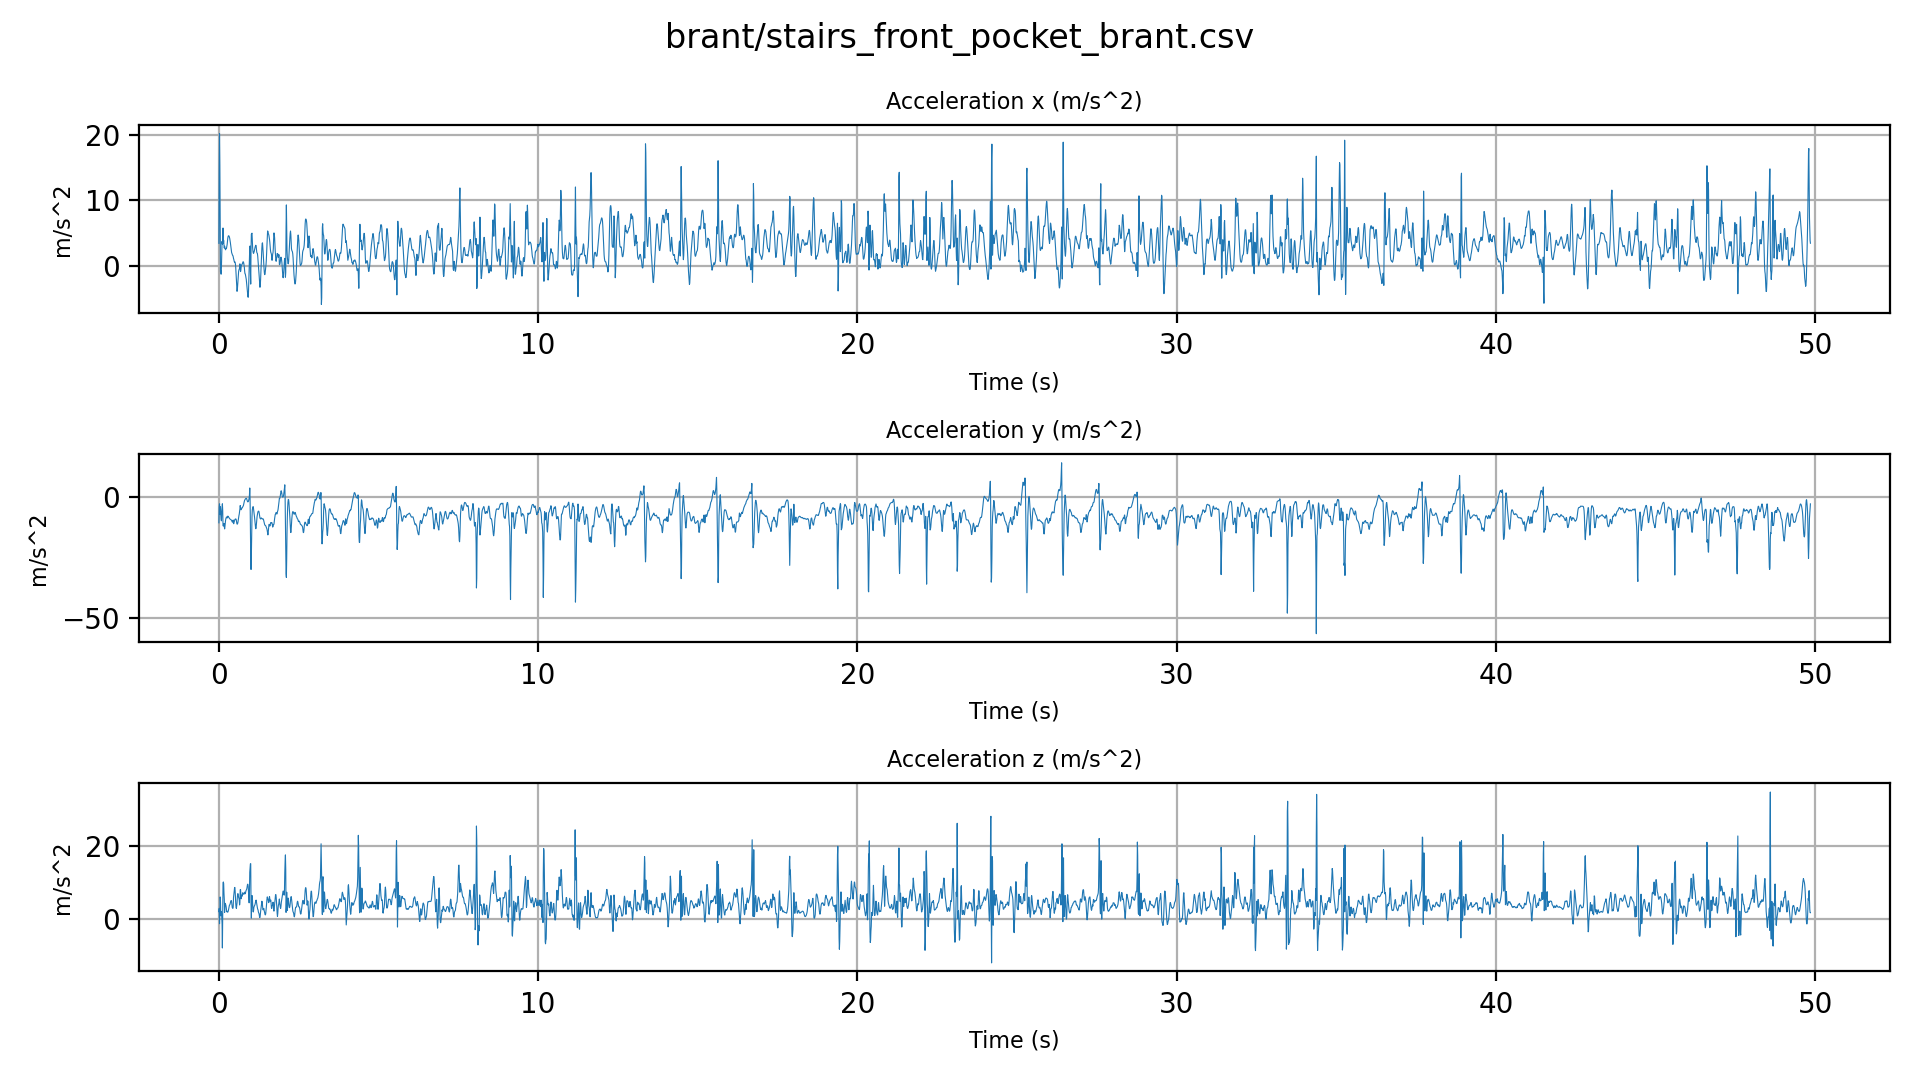 brant/stairs_front_pocket_brant.csv
Acceleration x (m/s^2)
m/s^2
20
10
0
0 10 20 30 40 50
Time (s)
Acceleration y (m/s^2)
m/s^2
0
−50
0 10 20 30 40 50
Time (s)
Acceleration z (m/s^2)
m/s^2
20
0
0 10 20 30 40 50
Time (s)